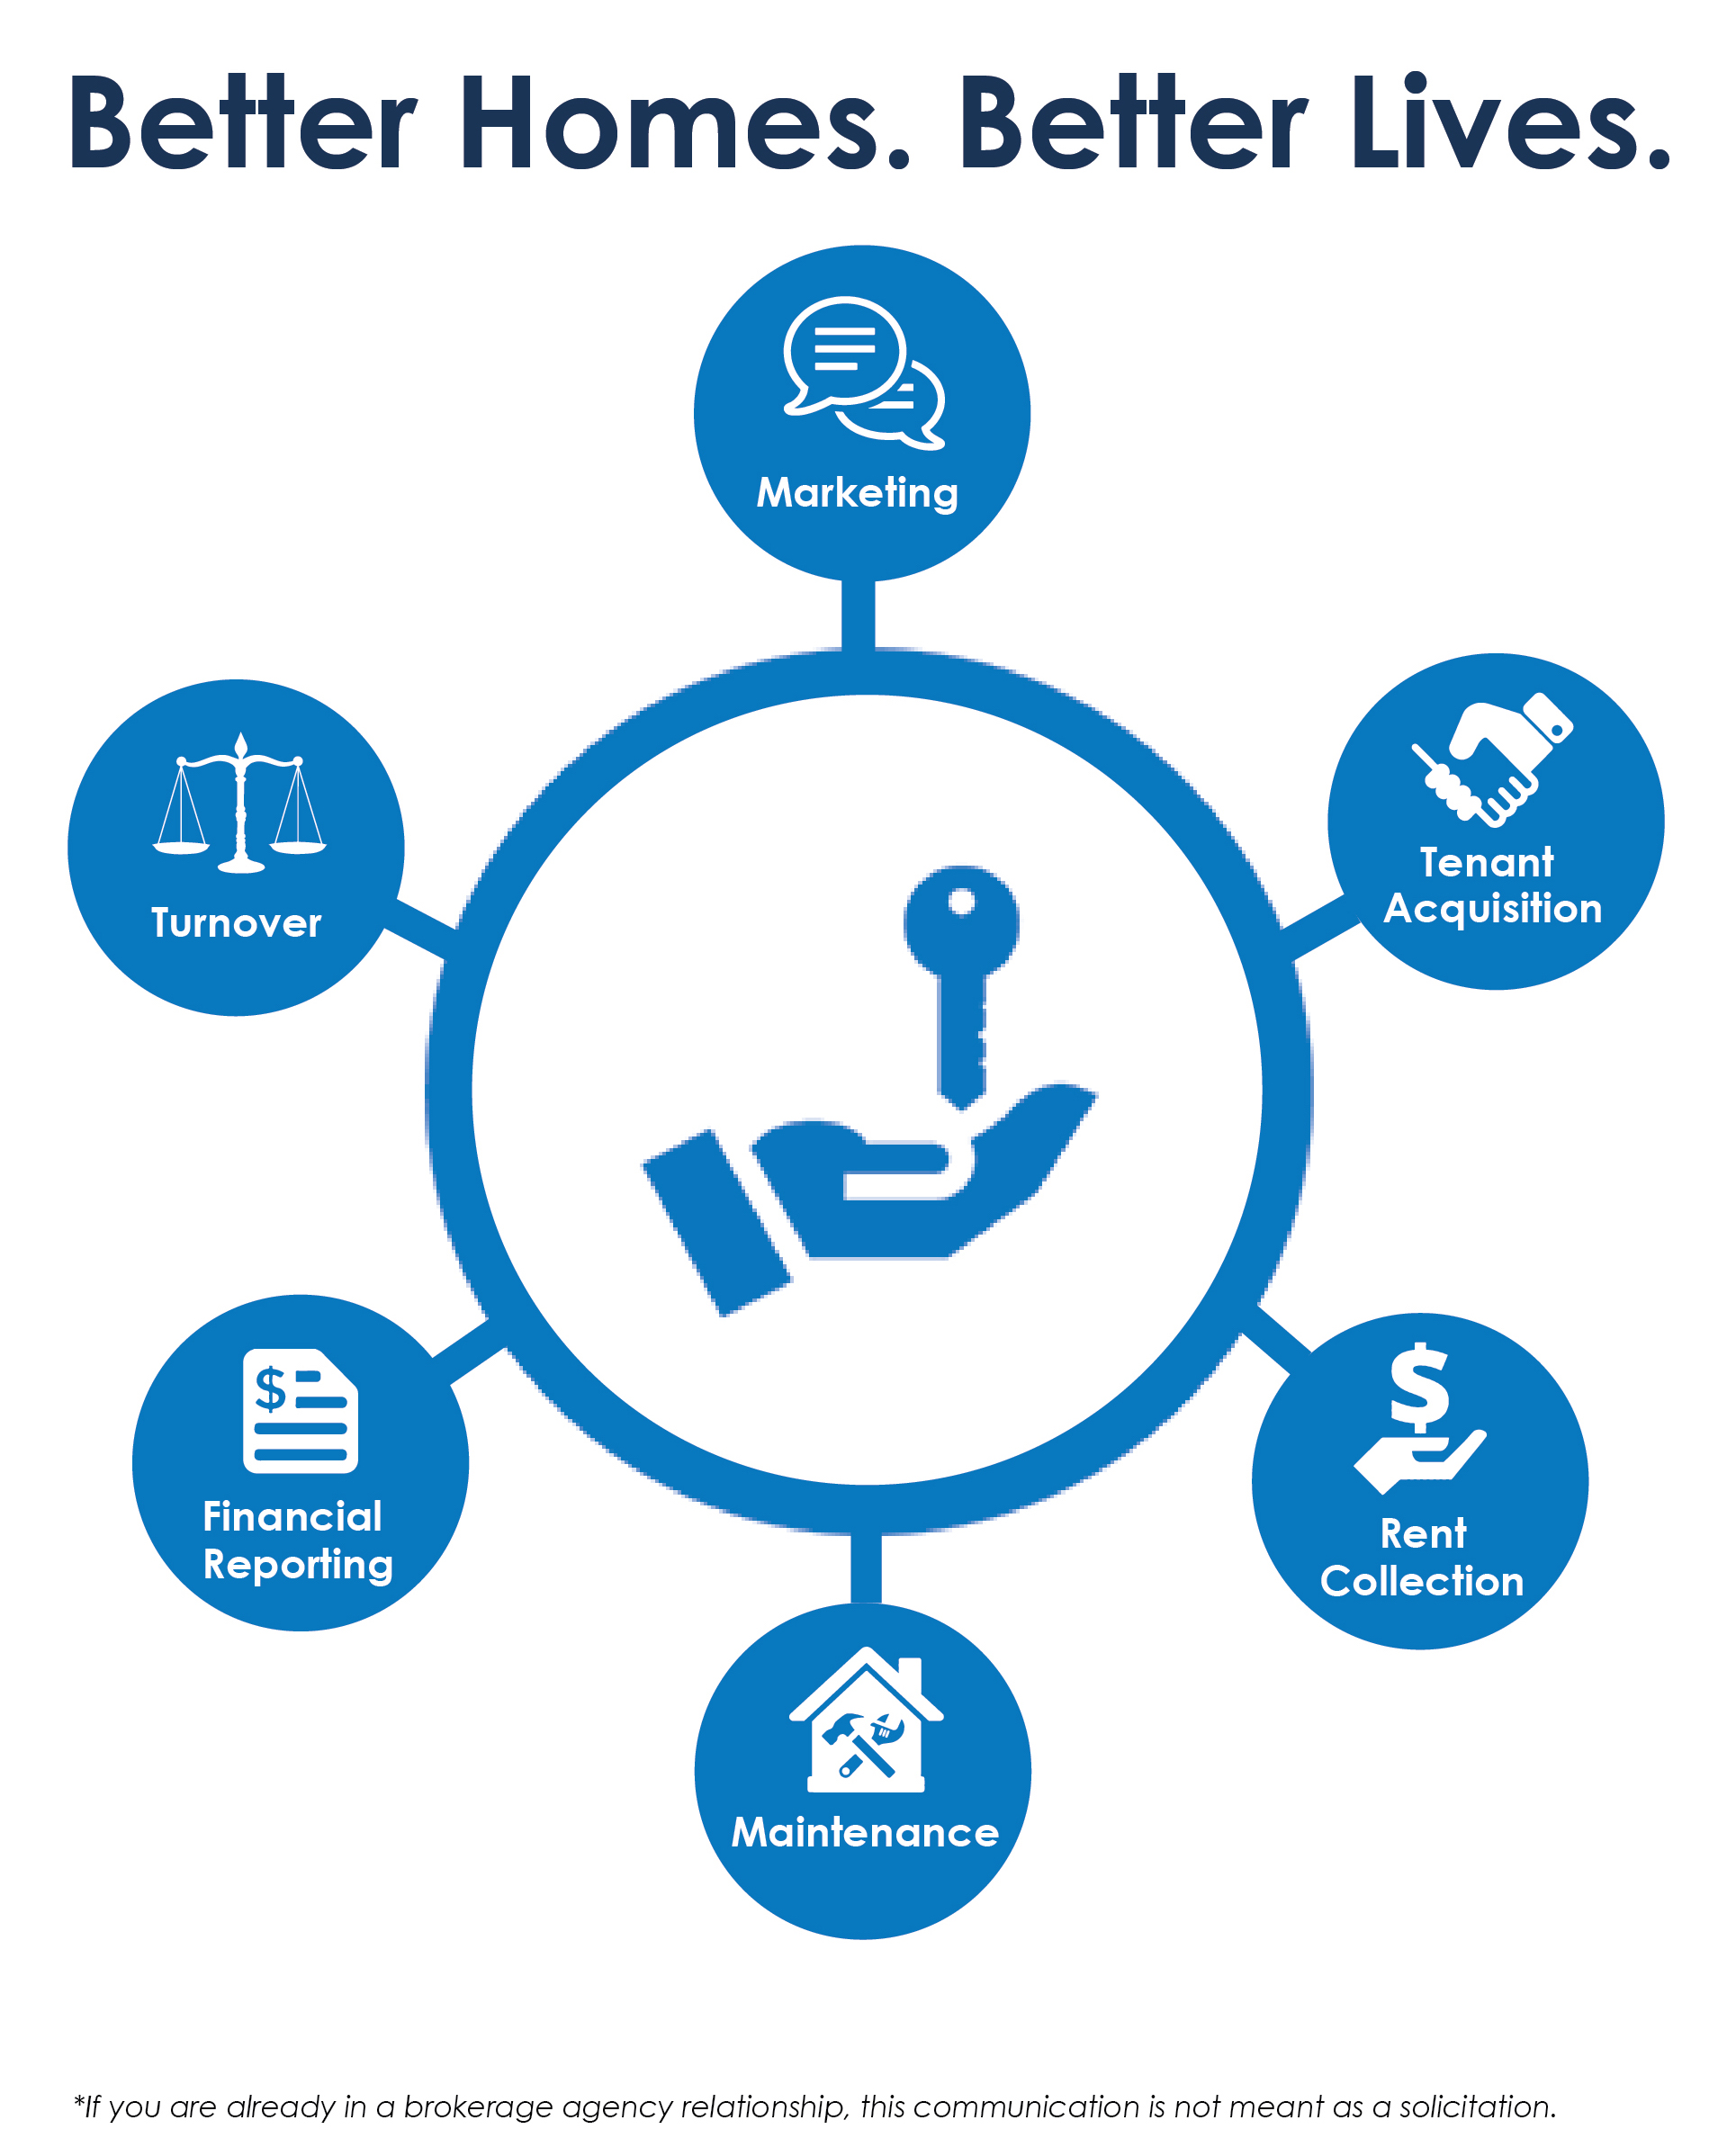 Better Homes. Better Lives.
Marketing
Tenant
Acquisition
Rent
Collection
Maintenance
$
Financial
Reporting
Turnover
*If you are already in a brokerage agency relationship, this communication is not meant as a solicitation.